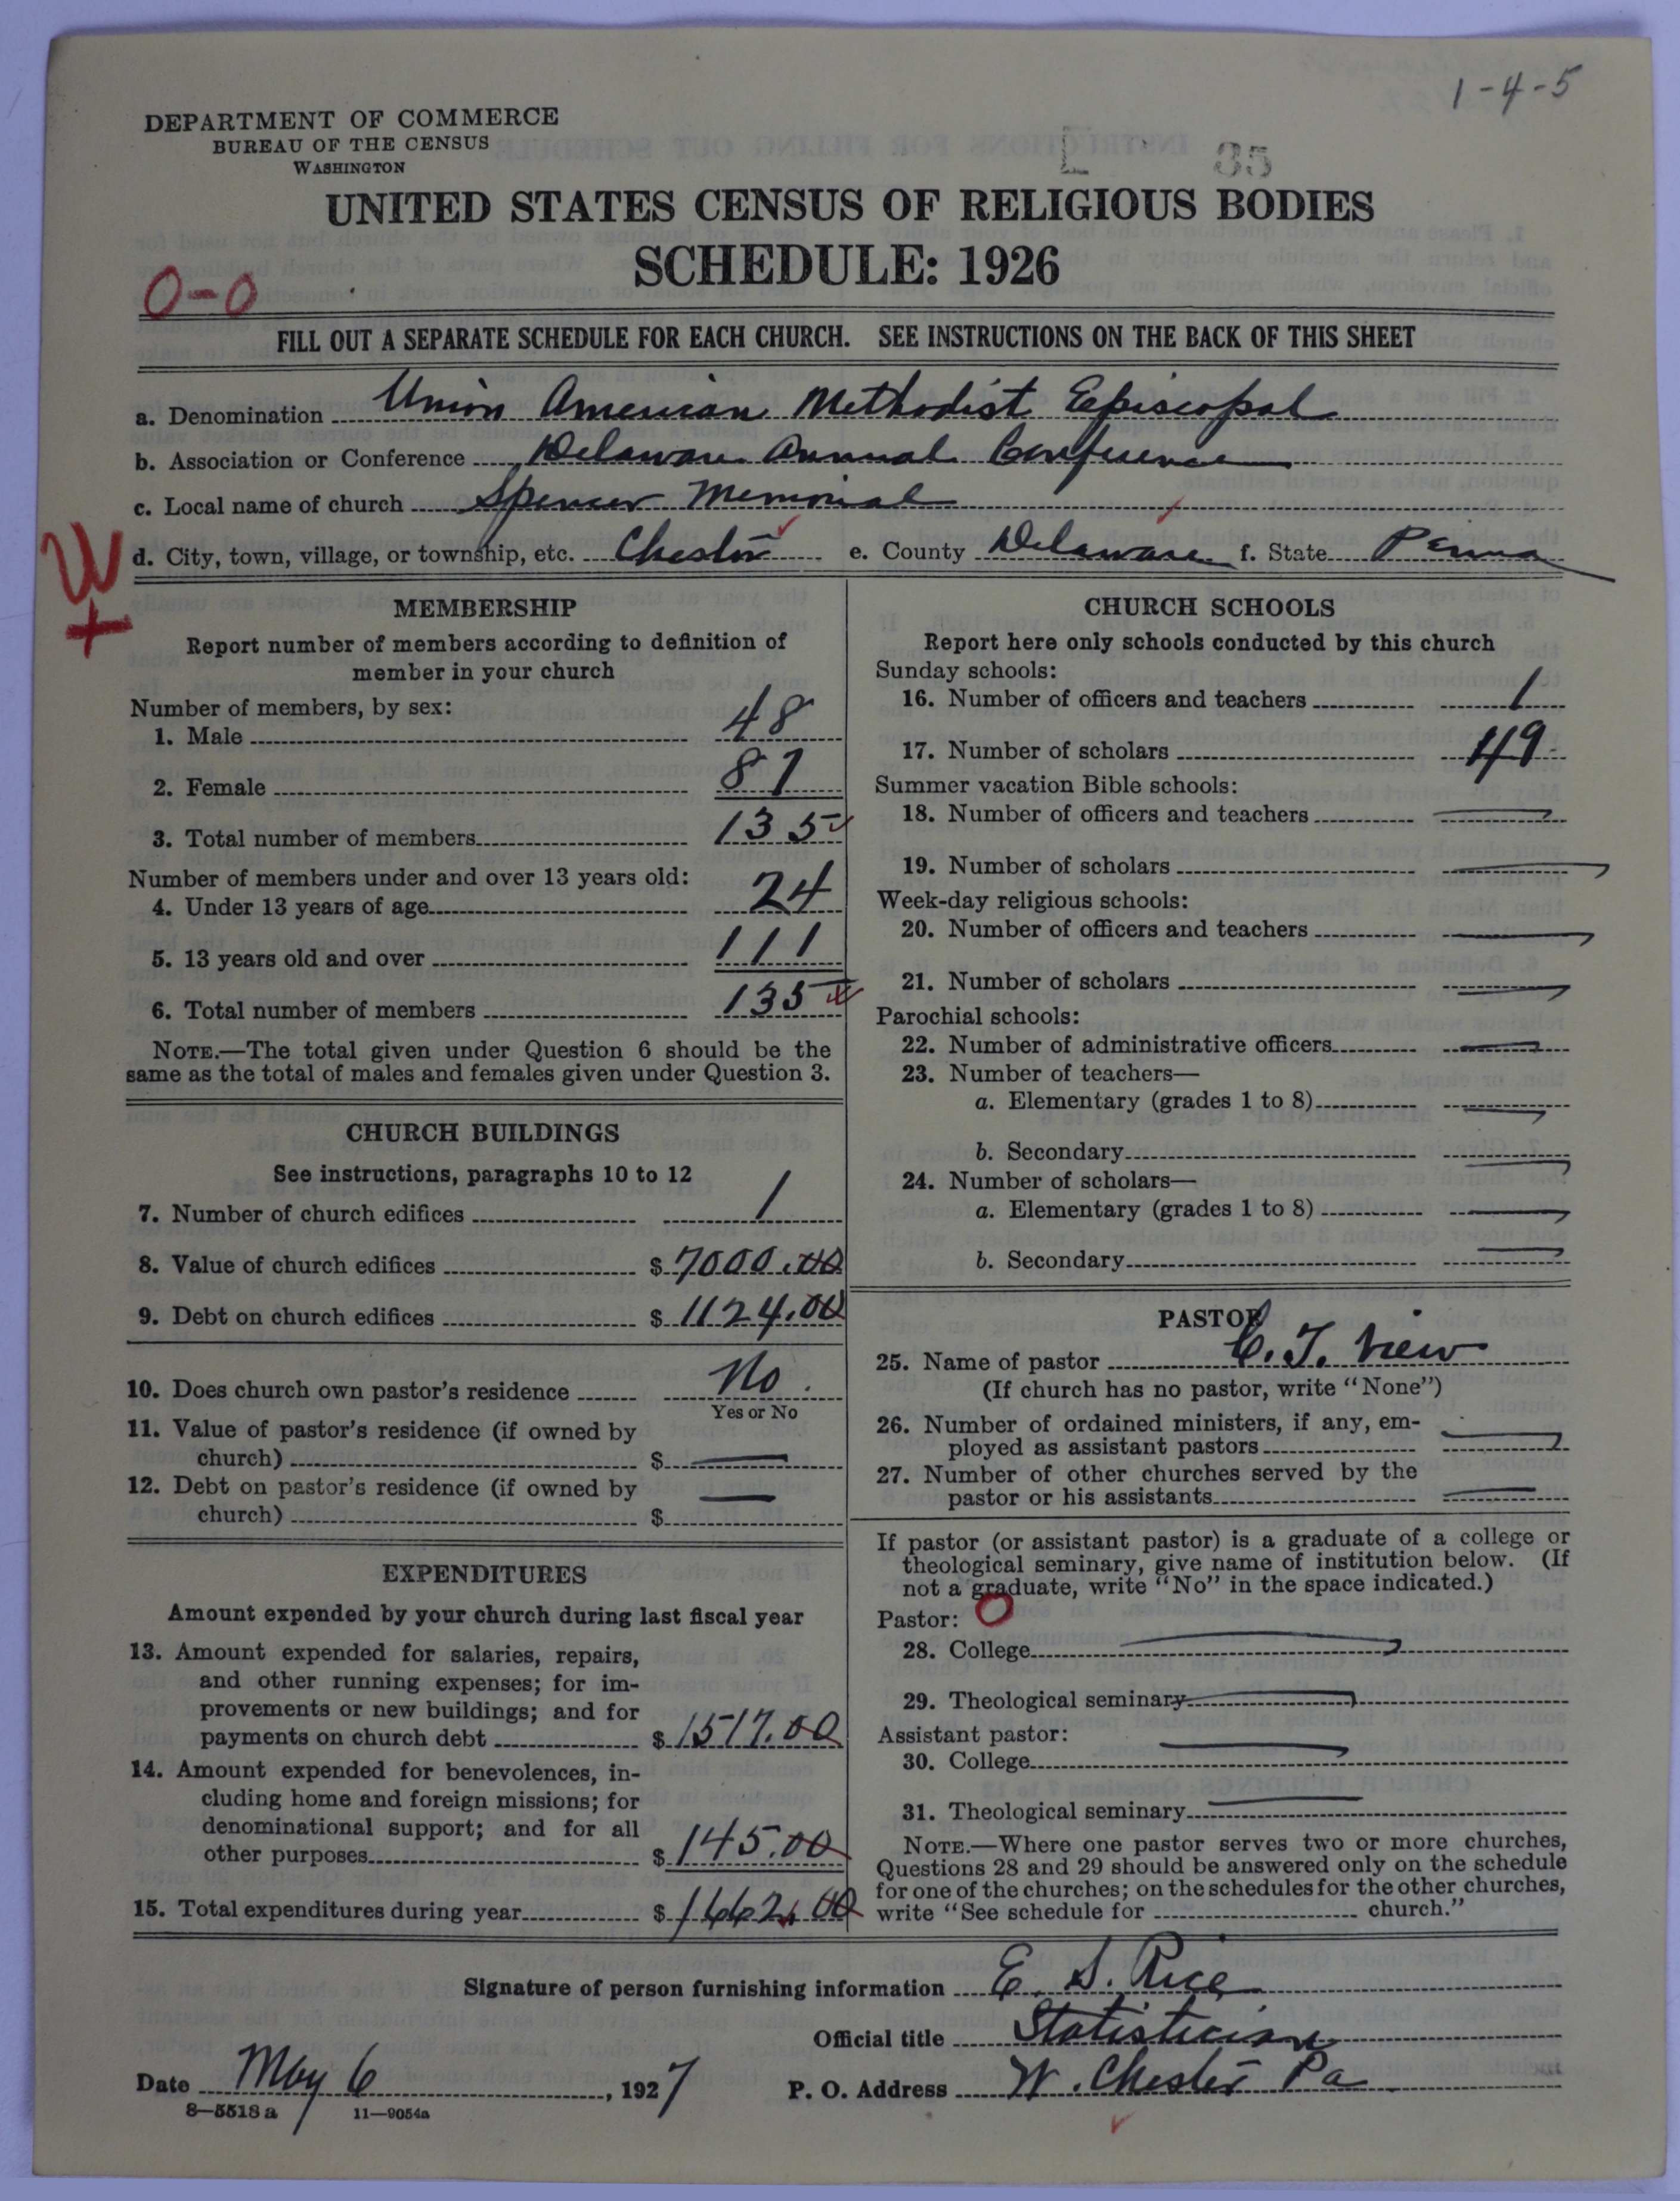 1-4-5
DEPARTMENT OF COMMERCE
BUREAU OF THE CENSUS
WASHINGTON
L 35
UNITED STATES CENSUS OF RELIGIOUS BODIES
SCHEDULE: 1926
0-0
FILL OUT A SEPARATE SCHEDULE FOR EACH CHURCH. SEE INSTRUCTIONS ON THE BACK OF THIS SHEET
a. Denomination Union American Methodist Episcopal
b. Association or Conference Delaware Annual Conference
c. Local name of church Spencer Memorial
d. City, town, village, or township, etc. Chester e. County Delaware f. State Penna
MEMBERSHIP
Report number of members according to definition of
member in your church
Number of members, by sex:
1. Male 48
2. Female 87
3. Total number of members 135
Number of members under and over 13 years old:
4. Under 13 years of age 24
5. 13 years old and over 111
6. Total number of members 135
NOTE.—The total given under Question 6 should be the
same as the total of males and females given under Question 3.
CHURCH BUILDINGS
See instructions, paragraphs 10 to 12
7. Number of church edifices 1
8. Value of church edifices $ 7000.00
9. Debt on church edifices $ 1124.00
10. Does church own pastor's residence No.
Yes or No
11. Value of pastor's residence (if owned by
church) $ —
12. Debt on pastor's residence (if owned by
church) $ —
EXPENDITURES
Amount expended by your church during last fiscal year
13. Amount expended for salaries, repairs,
and other running expenses; for im-
provements or new buildings; and for
payments on church debt $ 1517.00
14. Amount expended for benevolences, in-
cluding home and foreign missions; for
denominational support; and for all
other purposes $ 145.00
15. Total expenditures during year $ 1662.00
CHURCH SCHOOLS
Report here only schools conducted by this church
Sunday schools:
16. Number of officers and teachers 1
17. Number of scholars 49
Summer vacation Bible schools:
18. Number of officers and teachers —
19. Number of scholars —
Week-day religious schools:
20. Number of officers and teachers —
21. Number of scholars —
Parochial schools:
22. Number of administrative officers —
23. Number of teachers—
a. Elementary (grades 1 to 8) —
b. Secondary —
24. Number of scholars—
a. Elementary (grades 1 to 8) —
b. Secondary —
PASTOR
25. Name of pastor C. T. New
(If church has no pastor, write "None")
26. Number of ordained ministers, if any, em-
ployed as assistant pastors —
27. Number of other churches served by the
pastor or his assistants —
If pastor (or assistant pastor) is a graduate of a college or
theological seminary, give name of institution below. (If
not a graduate, write "No" in the space indicated.)
Pastor: O
28. College —
29. Theological seminary —
Assistant pastor:
30. College —
31. Theological seminary —
NOTE.—Where one pastor serves two or more churches,
Questions 28 and 29 should be answered only on the schedule
for one of the churches; on the schedules for the other churches,
write "See schedule for church."
Signature of person furnishing information E. S. Rice
Official title Statistician
Date May 6, 1927 P. O. Address W. Chester Pa
8—5518 a 11—9054a